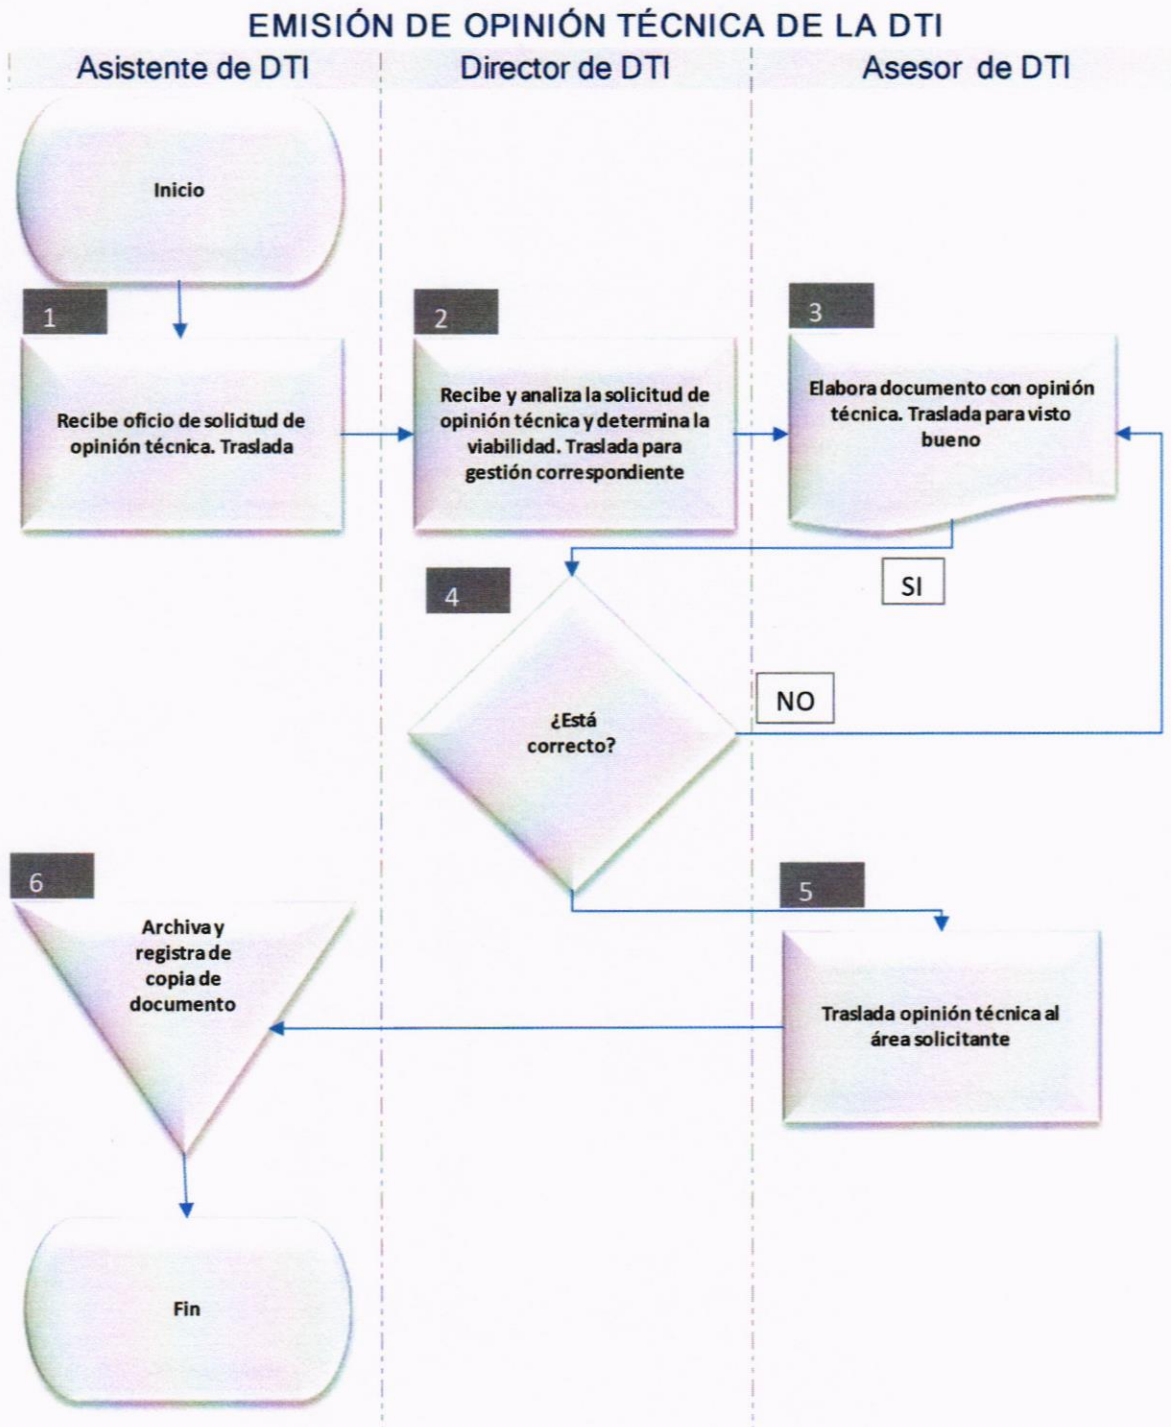 EMISIÓN DE OPINIÓN TÉCNICA DE LA DTI
Asistente de DTI
Director de DTI
Asesor de DTI
Inicio
1
Recibe oficio de solicitud de
opinión técnica. Traslada
2
Recibe y analiza la solicitud de
opinión técnica y determina la
viabilidad. Traslada para
gestión correspondiente
3
Elabora documento con opinión
técnica. Traslada para visto
bueno
SI
4
¿Está
correcto?
NO
5
Traslada opinión técnica al
área solicitante
6
Archiva y
registra de
copia de
documento
Fin